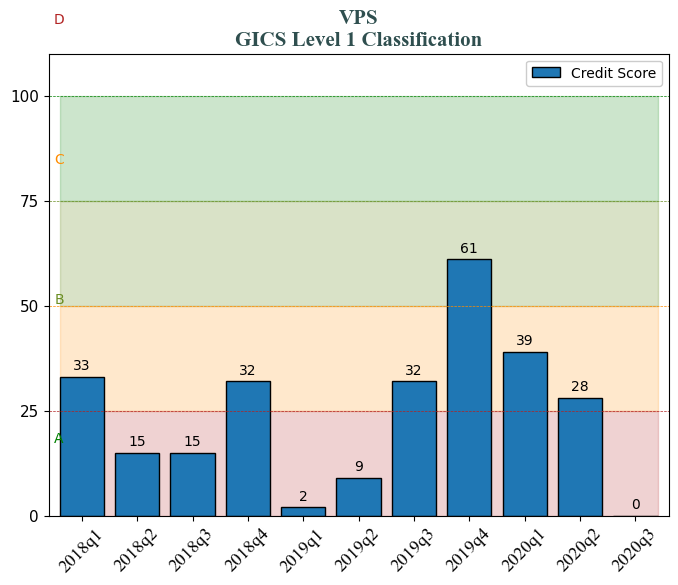 D
VPS
GICS Level 1 Classification
Credit Score
100
C
75
61
B
50
39
33
32
32
28
25
A
15
15
9
2
0
0
2018q1
2018q2
2018q3
2018q4
2019q1
2019q2
2019q3
2019q4
2020q1
2020q2
2020q3